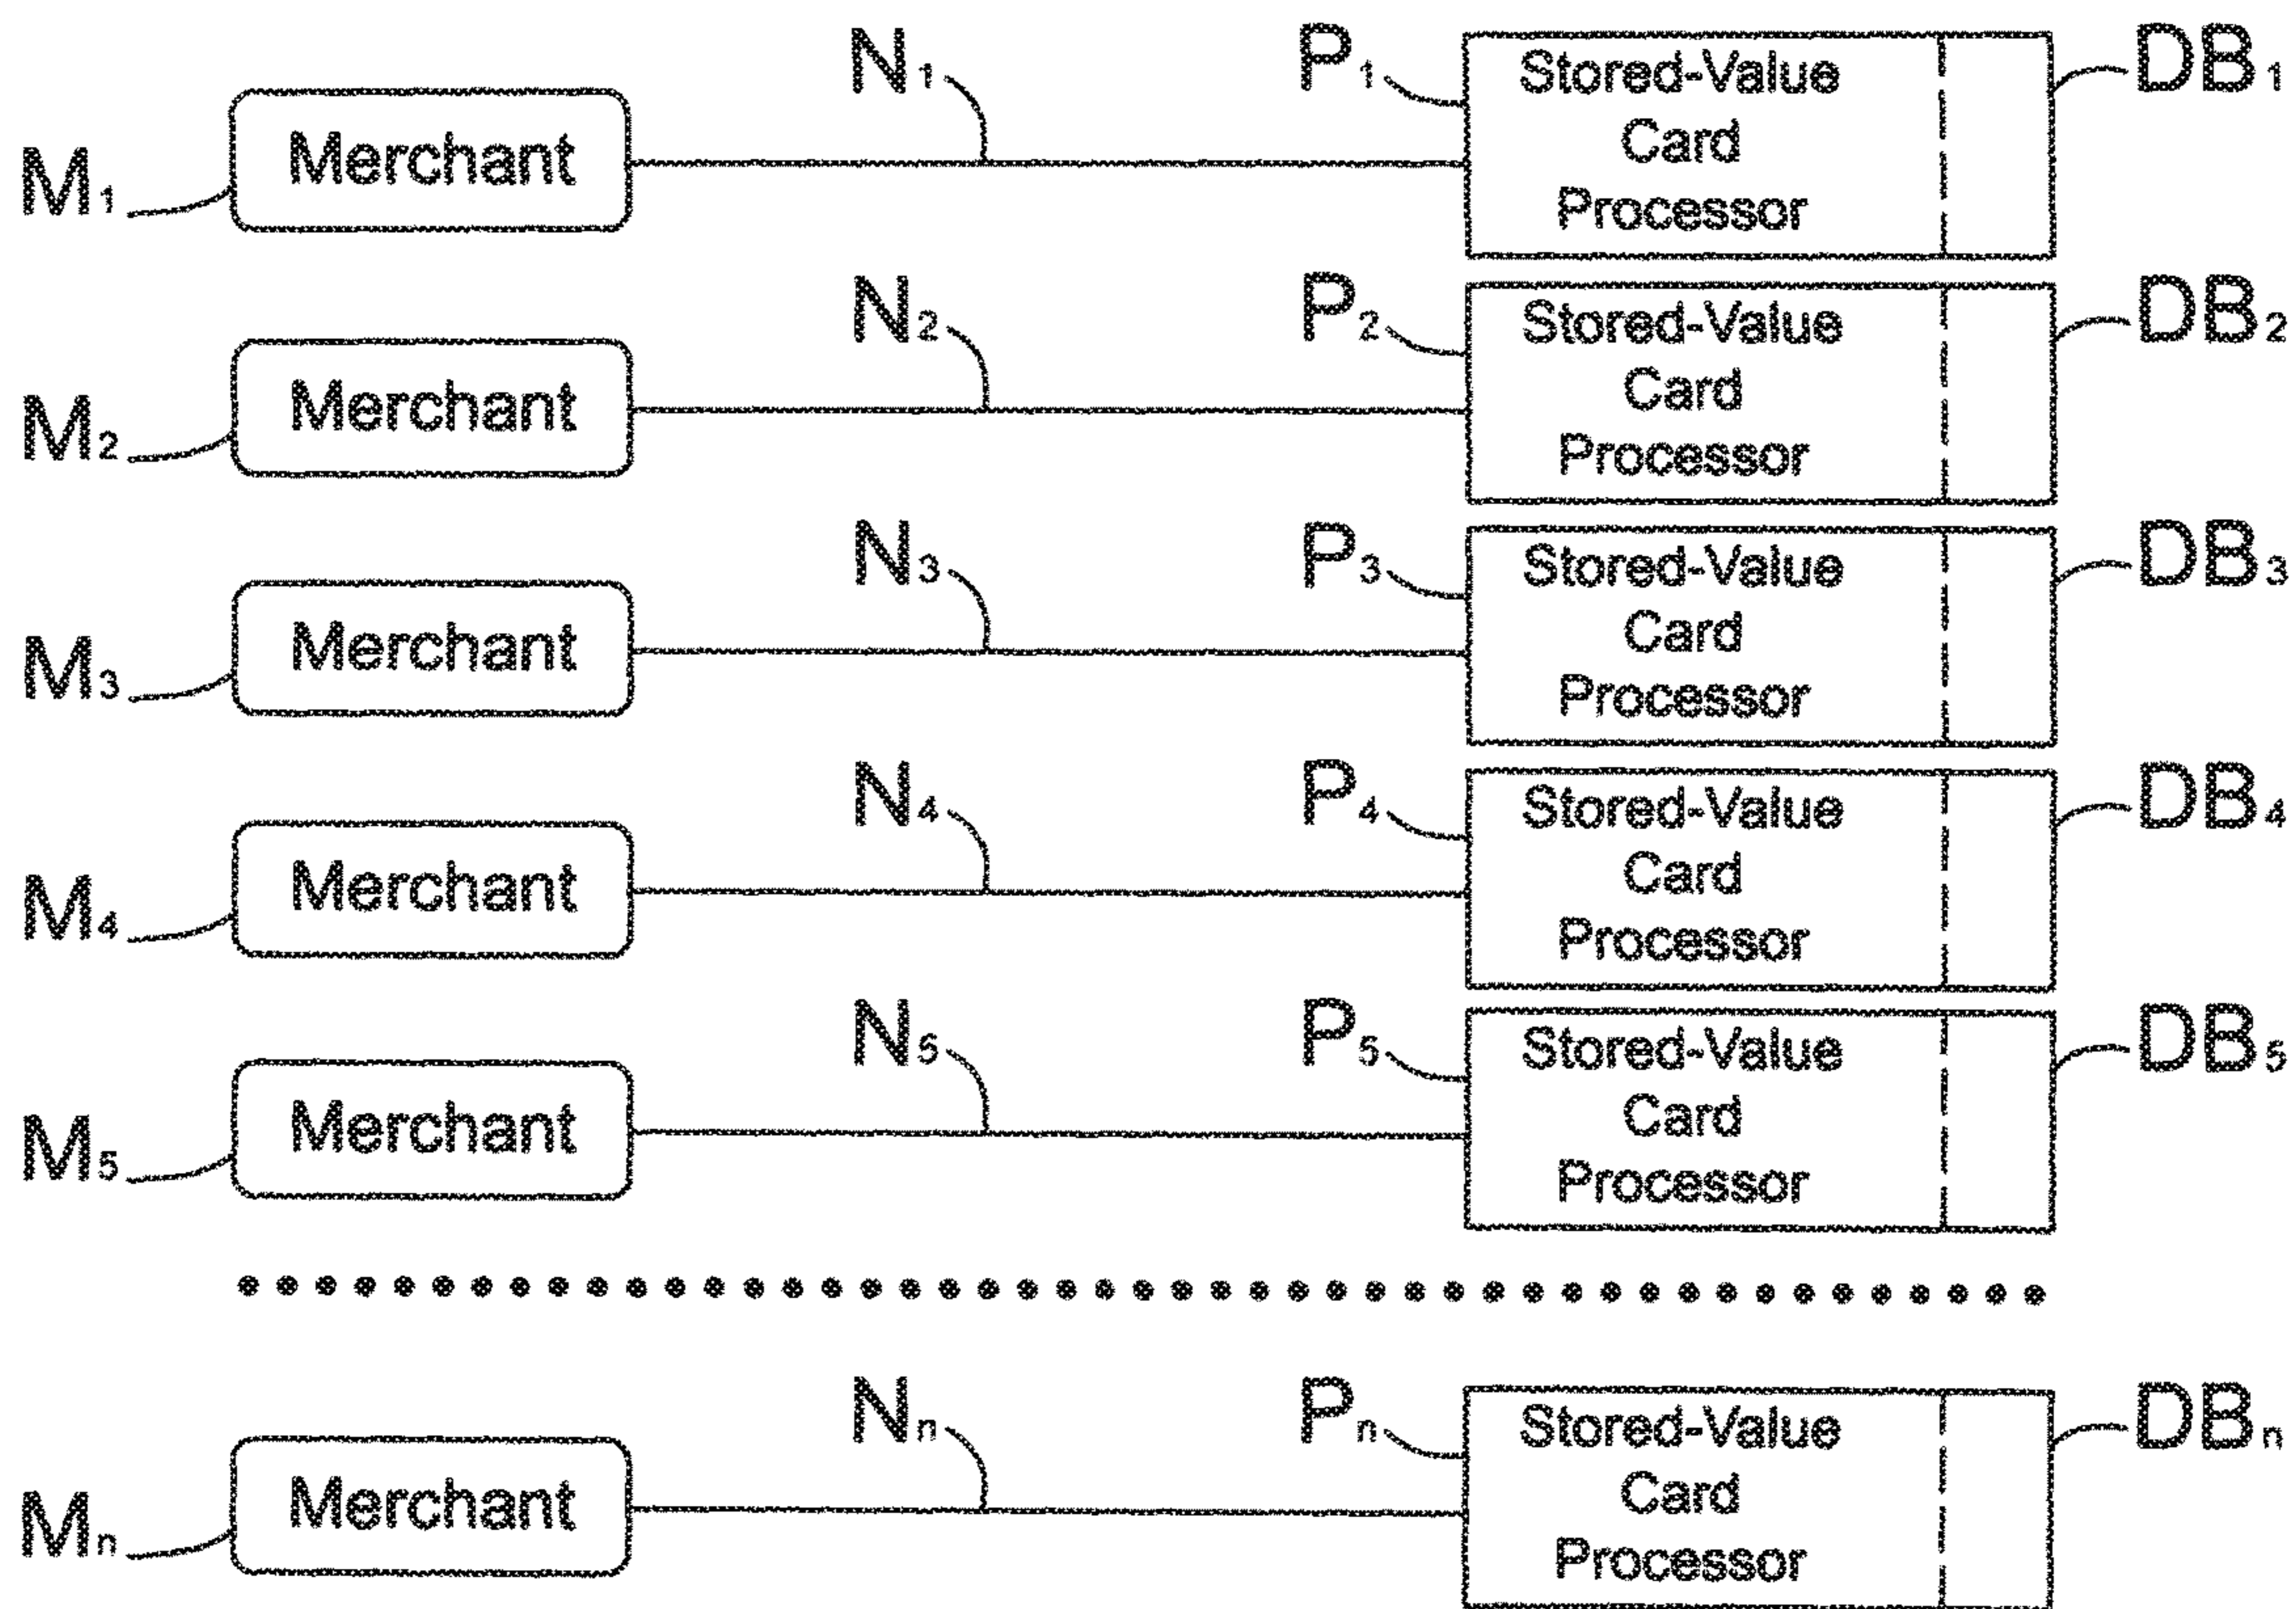 N1 P1 Stored-Value DB1
M1 Merchant Card
Processor
N2 P2 Stored-Value DB2
M2 Merchant Card
Processor
N3 P3 Stored-Value DB3
M3 Merchant Card
Processor
N4 P4 Stored-Value DB4
M4 Merchant Card
Processor
N5 P5 Stored-Value DB5
M5 Merchant Card
Processor
Nn Pn Stored-Value DBn
Mn Merchant Card
Processor